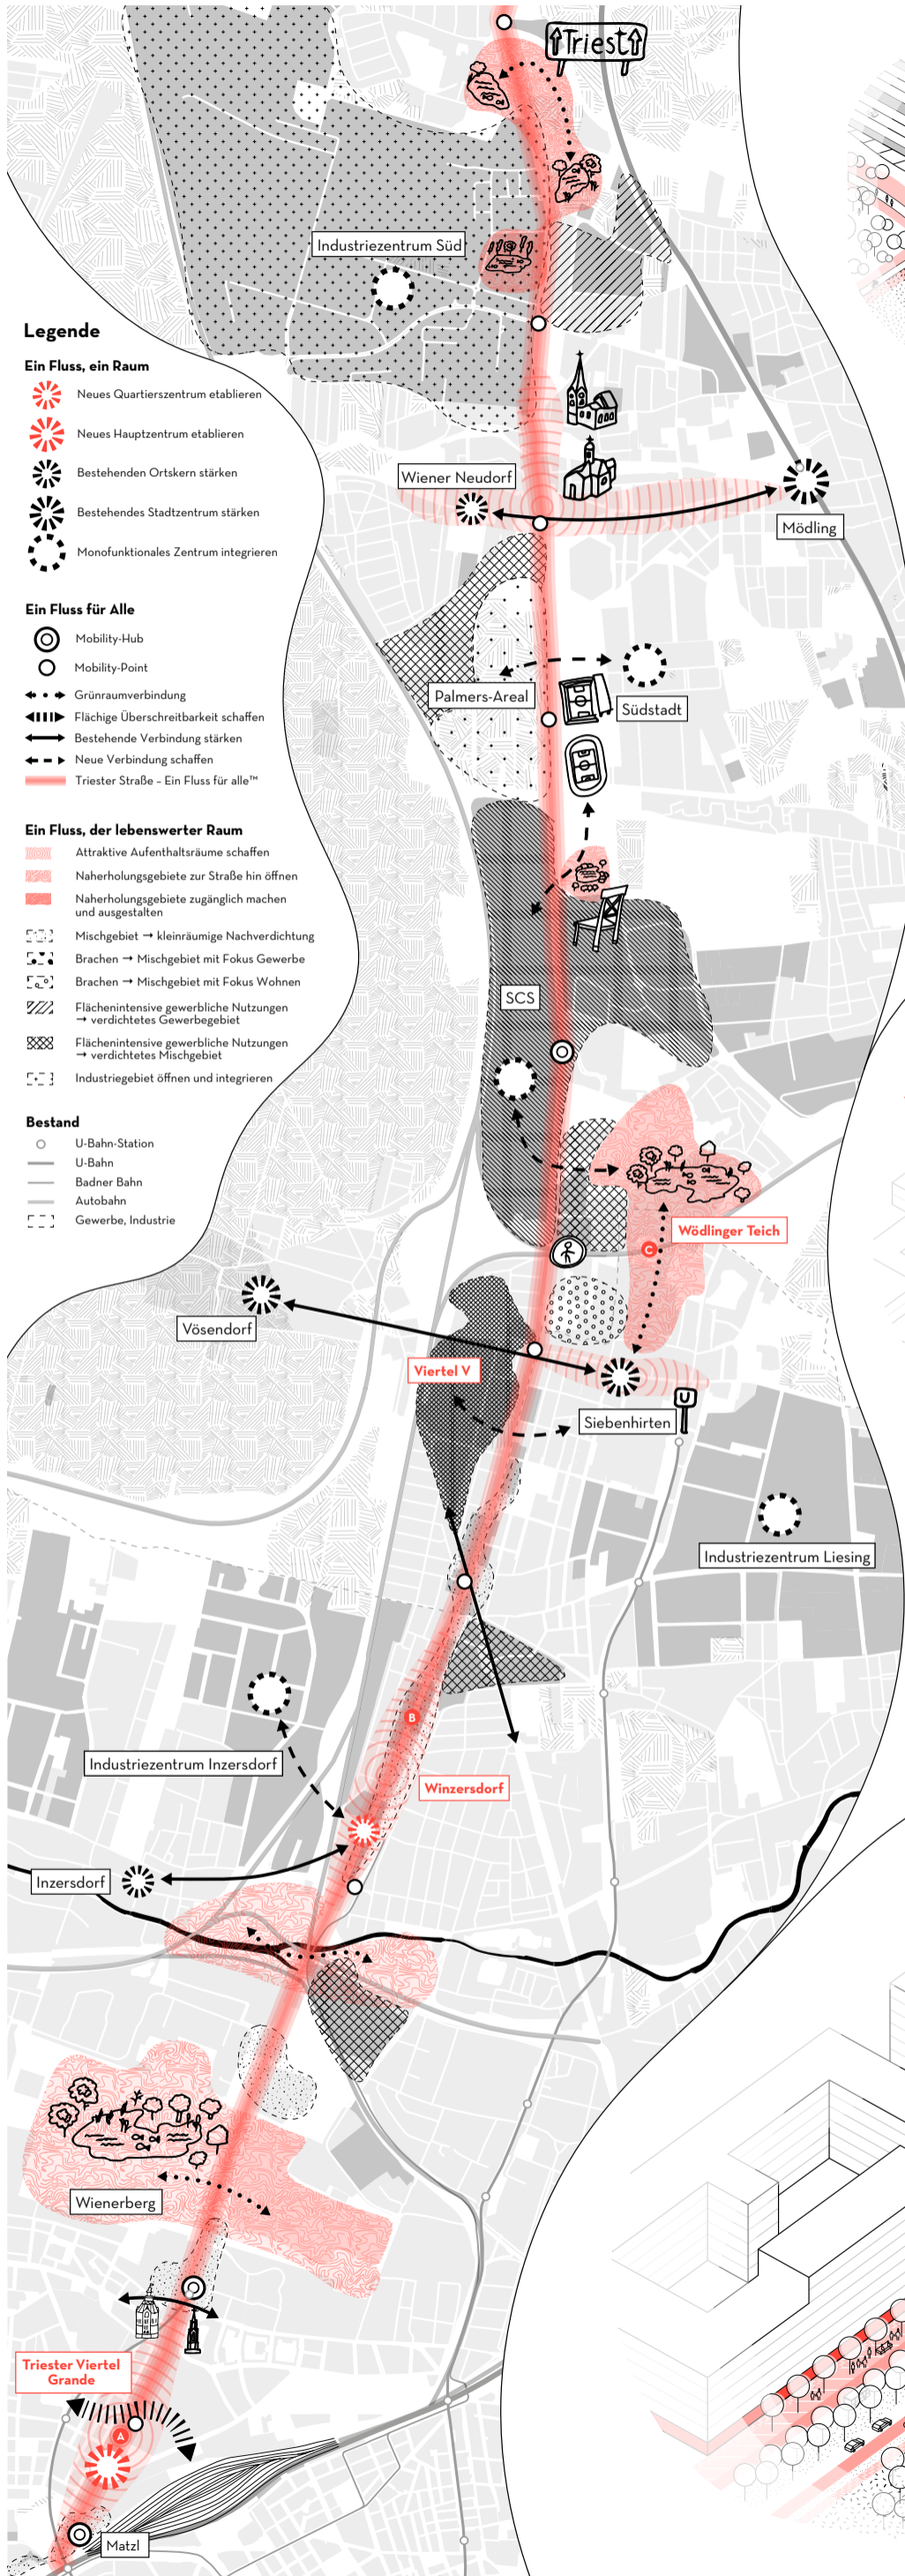 Triest
Industriezentrum Süd
Legende
Ein Fluss, ein Raum
Neues Quartierszentrum etablieren
Neues Hauptzentrum etablieren
Bestehenden Ortskern stärken
Bestehendes Stadtzentrum stärken
Monofunktionales Zentrum integrieren
Wiener Neudorf
Mödling
Ein Fluss für Alle
Mobility-Hub
Mobility-Point
Grünraumverbindung
Flächige Überschreitbarkeit schaffen
Bestehende Verbindung stärken
Neue Verbindung schaffen
Triester Straße – Ein Fluss für alle™
Palmers-Areal
Südstadt
Ein Fluss, der lebenswerter Raum
Attraktive Aufenthaltsräume schaffen
Naherholungsgebiete zur Straße hin öffnen
Naherholungsgebiete zugänglich machen
und ausgestalten
Mischgebiet → kleinräumige Nachverdichtung
Brachen → Mischgebiet mit Fokus Gewerbe
Brachen → Mischgebiet mit Fokus Wohnen
Flächenintensive gewerbliche Nutzungen
→ verdichtetes Gewerbegebiet
Flächenintensive gewerbliche Nutzungen
→ verdichtetes Mischgebiet
Industriegebiet öffnen und integrieren
SCS
Bestand
U-Bahn-Station
U-Bahn
Badner Bahn
Autobahn
Gewerbe, Industrie
Wödlinger Teich
C
Vösendorf
Viertel V
Siebenhirten
U
Industriezentrum Liesing
B
Industriezentrum Inzersdorf
Winzersdorf
Inzersdorf
Wienerberg
Triester Viertel
Grande
A
Matzl